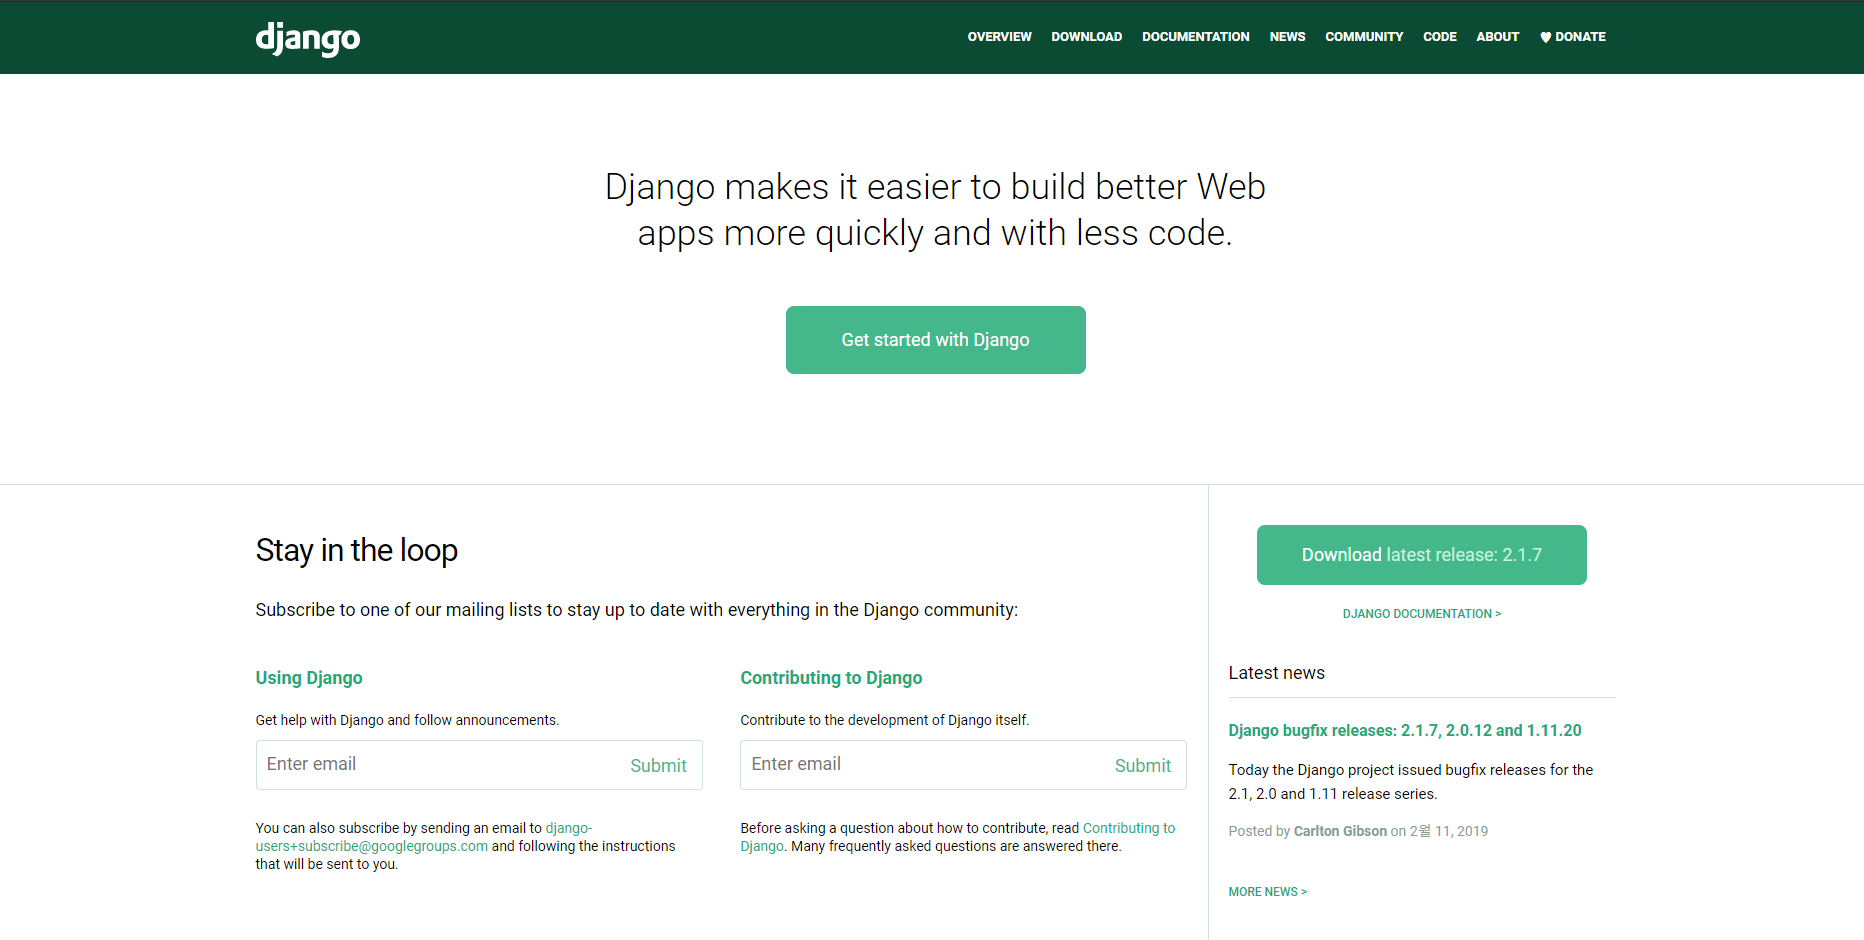 django
OVERVIEW DOWNLOAD DOCUMENTATION NEWS COMMUNITY CODE ABOUT ♥ DONATE
Django makes it easier to build better Web
apps more quickly and with less code.
Get started with Django
Stay in the loop
Subscribe to one of our mailing lists to stay up to date with everything in the Django community:
Using Django
Get help with Django and follow announcements.
Enter email Submit
You can also subscribe by sending an email to django-
users+subscribe@googlegroups.com and following the instructions
that will be sent to you.
Contributing to Django
Contribute to the development of Django itself.
Enter email Submit
Before asking a question about how to contribute, read Contributing to
Django. Many frequently asked questions are answered there.
Download latest release: 2.1.7
DJANGO DOCUMENTATION >
Latest news
Django bugfix releases: 2.1.7, 2.0.12 and 1.11.20
Today the Django project issued bugfix releases for the
2.1, 2.0 and 1.11 release series.
Posted by Carlton Gibson on 2월 11, 2019
MORE NEWS >